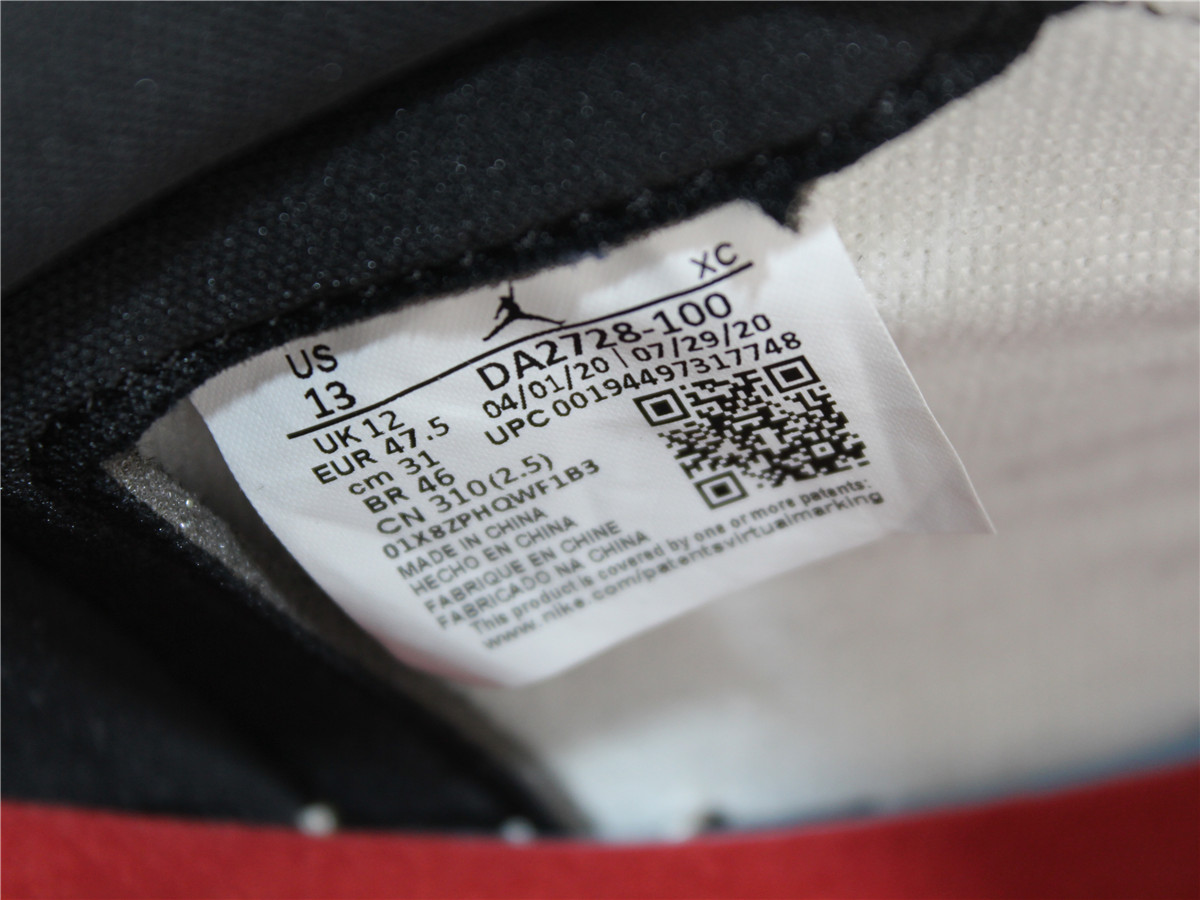 US
13
XC
DA2728-100
04/01/20 | 07/29/20
UPC 00194497317748
UK 12
EUR 47.5
cm 31
BR 46
CN 310(2.5)
01X8ZPHQWF1B3
MADE IN CHINA
HECHO EN CHINA
FABRIQUE EN CHINE
FABRICADO NA CHINA
This product is covered by one or more patents:
www.nike.com/patentsvirtualmarking